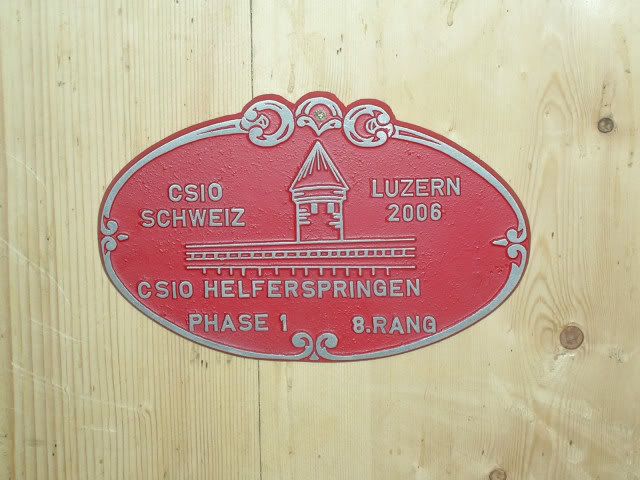 CSIO
SCHWEIZ
LUZERN
2006
CSIO HELFERSPRINGEN
PHASE 1 8.RANG